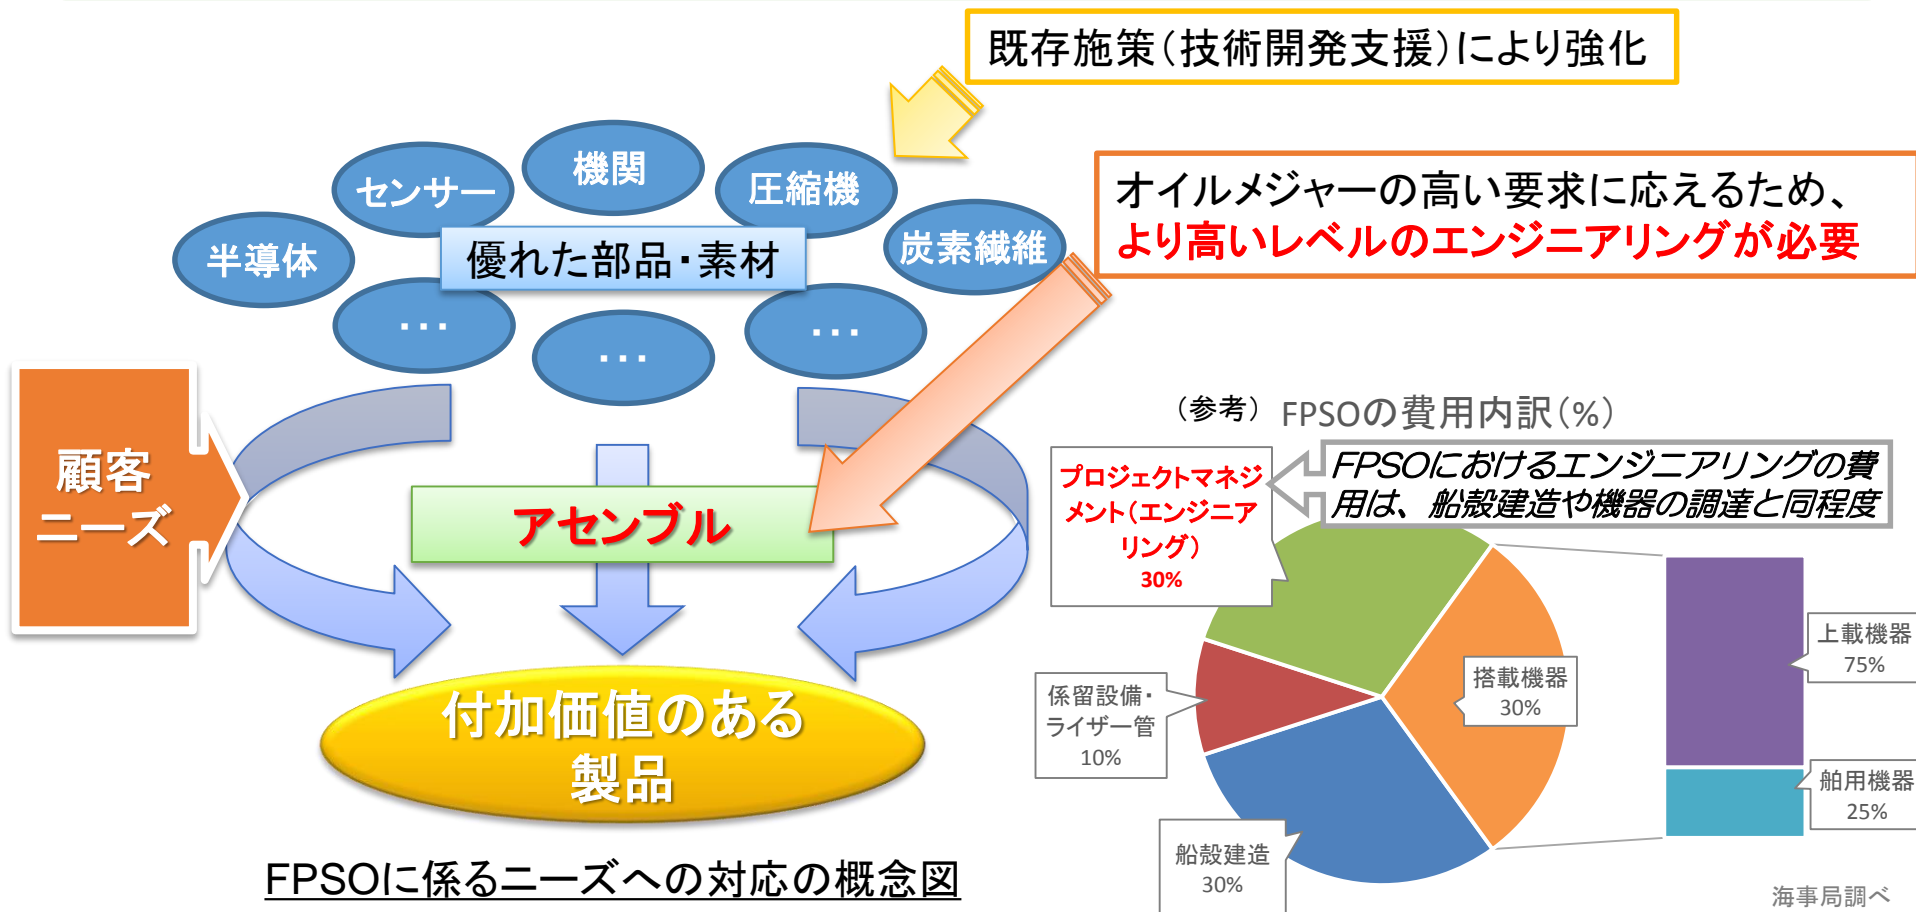 既存施策（技術開発支援）により強化
機関
センサー
圧縮機
半導体
炭素繊維
優れた部品・素材
・・・
・・・
・・・
オイルメジャーの高い要求に応えるため、
より高いレベルのエンジニアリングが必要
顧客
ニーズ
アセンブル
付加価値のある
製品
FPSOに係るニーズへの対応の概念図
（参考）
FPSOの費用内訳（%）
FPSOにおけるエンジニアリングの費
用は、船殻建造や機器の調達と同程度
プロジェクトマネジ
メント（エンジニア
リング）
30%
搭載機器
30%
上載機器
75%
舶用機器
25%
係留設備・
ライザー管
10%
船殻建造
30%
海事局調べ